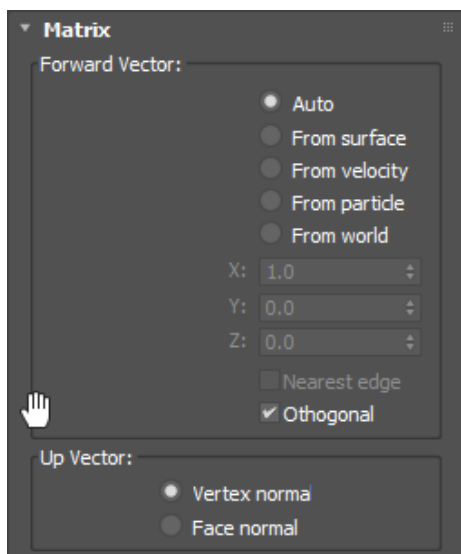 Matrix
Forward Vector:
Auto
From surface
From velocity
From particle
From world
X: 1.0
Y: 0.0
Z: 0.0
Nearest edge
Othogonal
Up Vector:
Vertex normal
Face normal